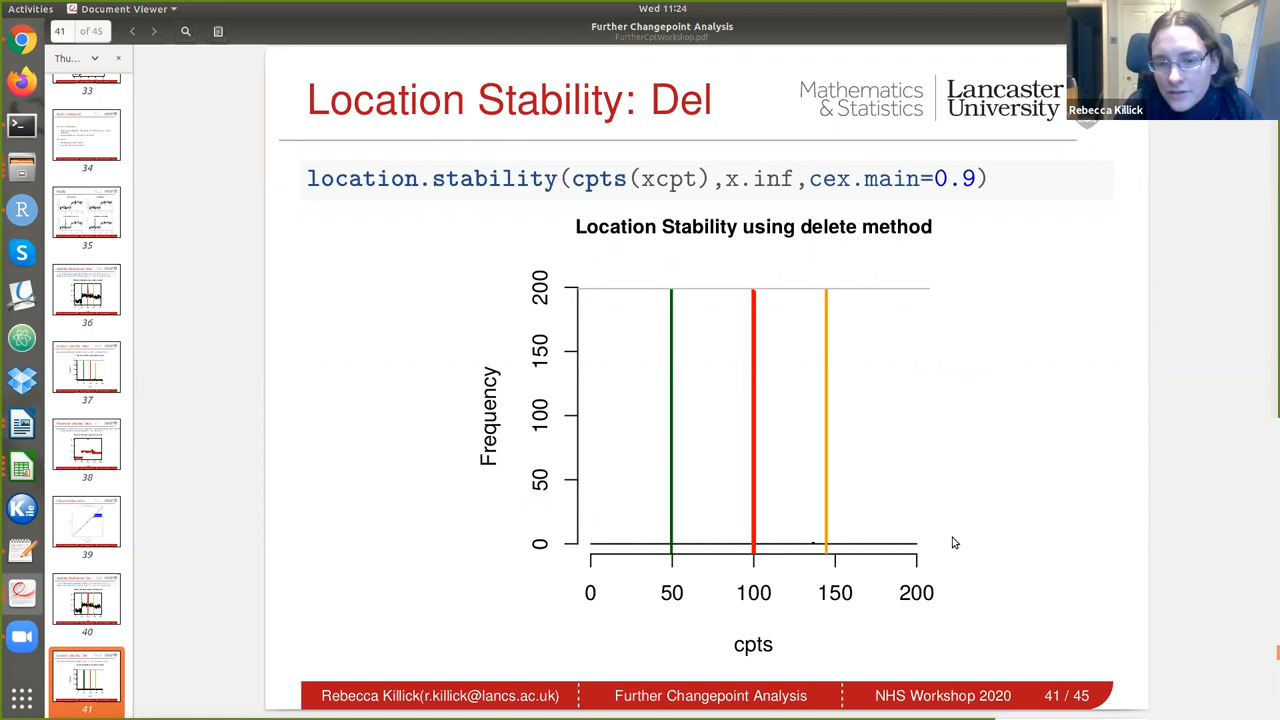 Activities
Document Viewer
Wed 11:24
41
of 45
Further Changepoint Analysis
FurtherCptWorkshop.pdf
Thu...
33
34
35
36
37
38
39
40
41
Location Stability: Del
Mathematics
& Statistics
Lancaster
University
Rebecca Killick
location.stability(cpts(xcpt),x.inf,cex.main=0.9)
Location Stability using delete method
Frequency
200
150
100
50
0
0 50 100 150 200
cpts
Rebecca Killick(r.killick@lancs.ac.uk)
Further Changepoint Analysis
NHS Workshop 2020
41 / 45